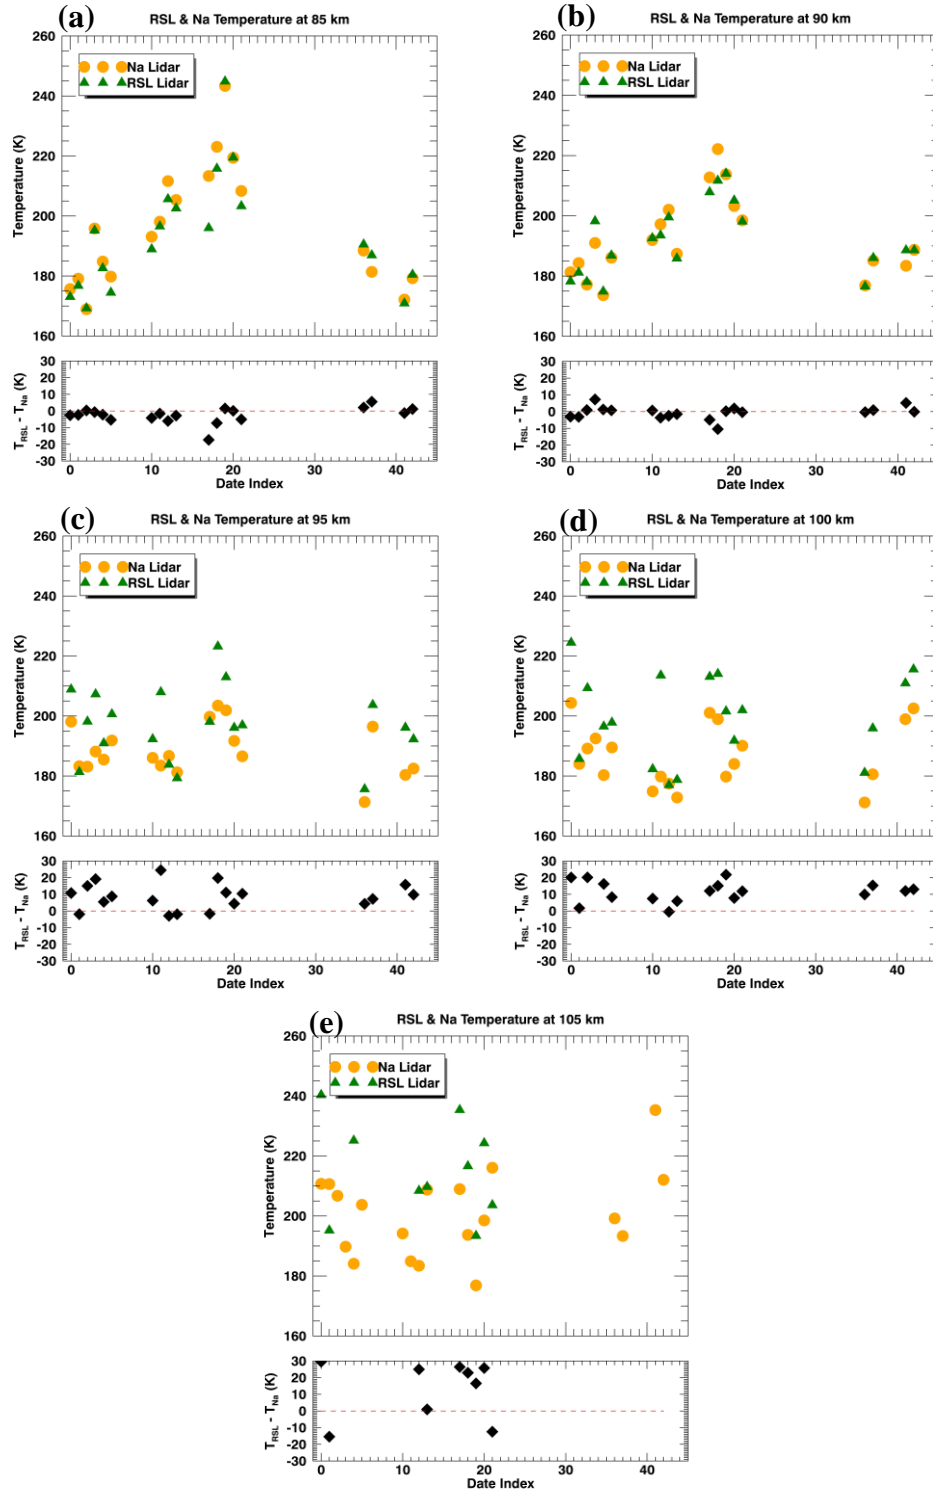 (a)
RSL & Na Temperature at 85 km
260
240
220
200
180
160
Temperature (K)
Na Lidar
RSL Lidar
30
20
10
0
-10
-20
-30
T_RSL - T_Na (K)
0 10 20 30 40
Date Index
(b)
RSL & Na Temperature at 90 km
260
240
220
200
180
160
Temperature (K)
Na Lidar
RSL Lidar
30
20
10
0
-10
-20
-30
T_RSL - T_Na (K)
0 10 20 30 40
Date Index
(c)
RSL & Na Temperature at 95 km
260
240
220
200
180
160
Temperature (K)
Na Lidar
RSL Lidar
30
20
10
0
-10
-20
-30
T_RSL - T_Na (K)
0 10 20 30 40
Date Index
(d)
RSL & Na Temperature at 100 km
260
240
220
200
180
160
Temperature (K)
Na Lidar
RSL Lidar
30
20
10
0
-10
-20
-30
T_RSL - T_Na (K)
0 10 20 30 40
Date Index
(e)
RSL & Na Temperature at 105 km
260
240
220
200
180
160
Temperature (K)
Na Lidar
RSL Lidar
30
20
10
0
-10
-20
-30
T_RSL - T_Na (K)
0 10 20 30 40
Date Index